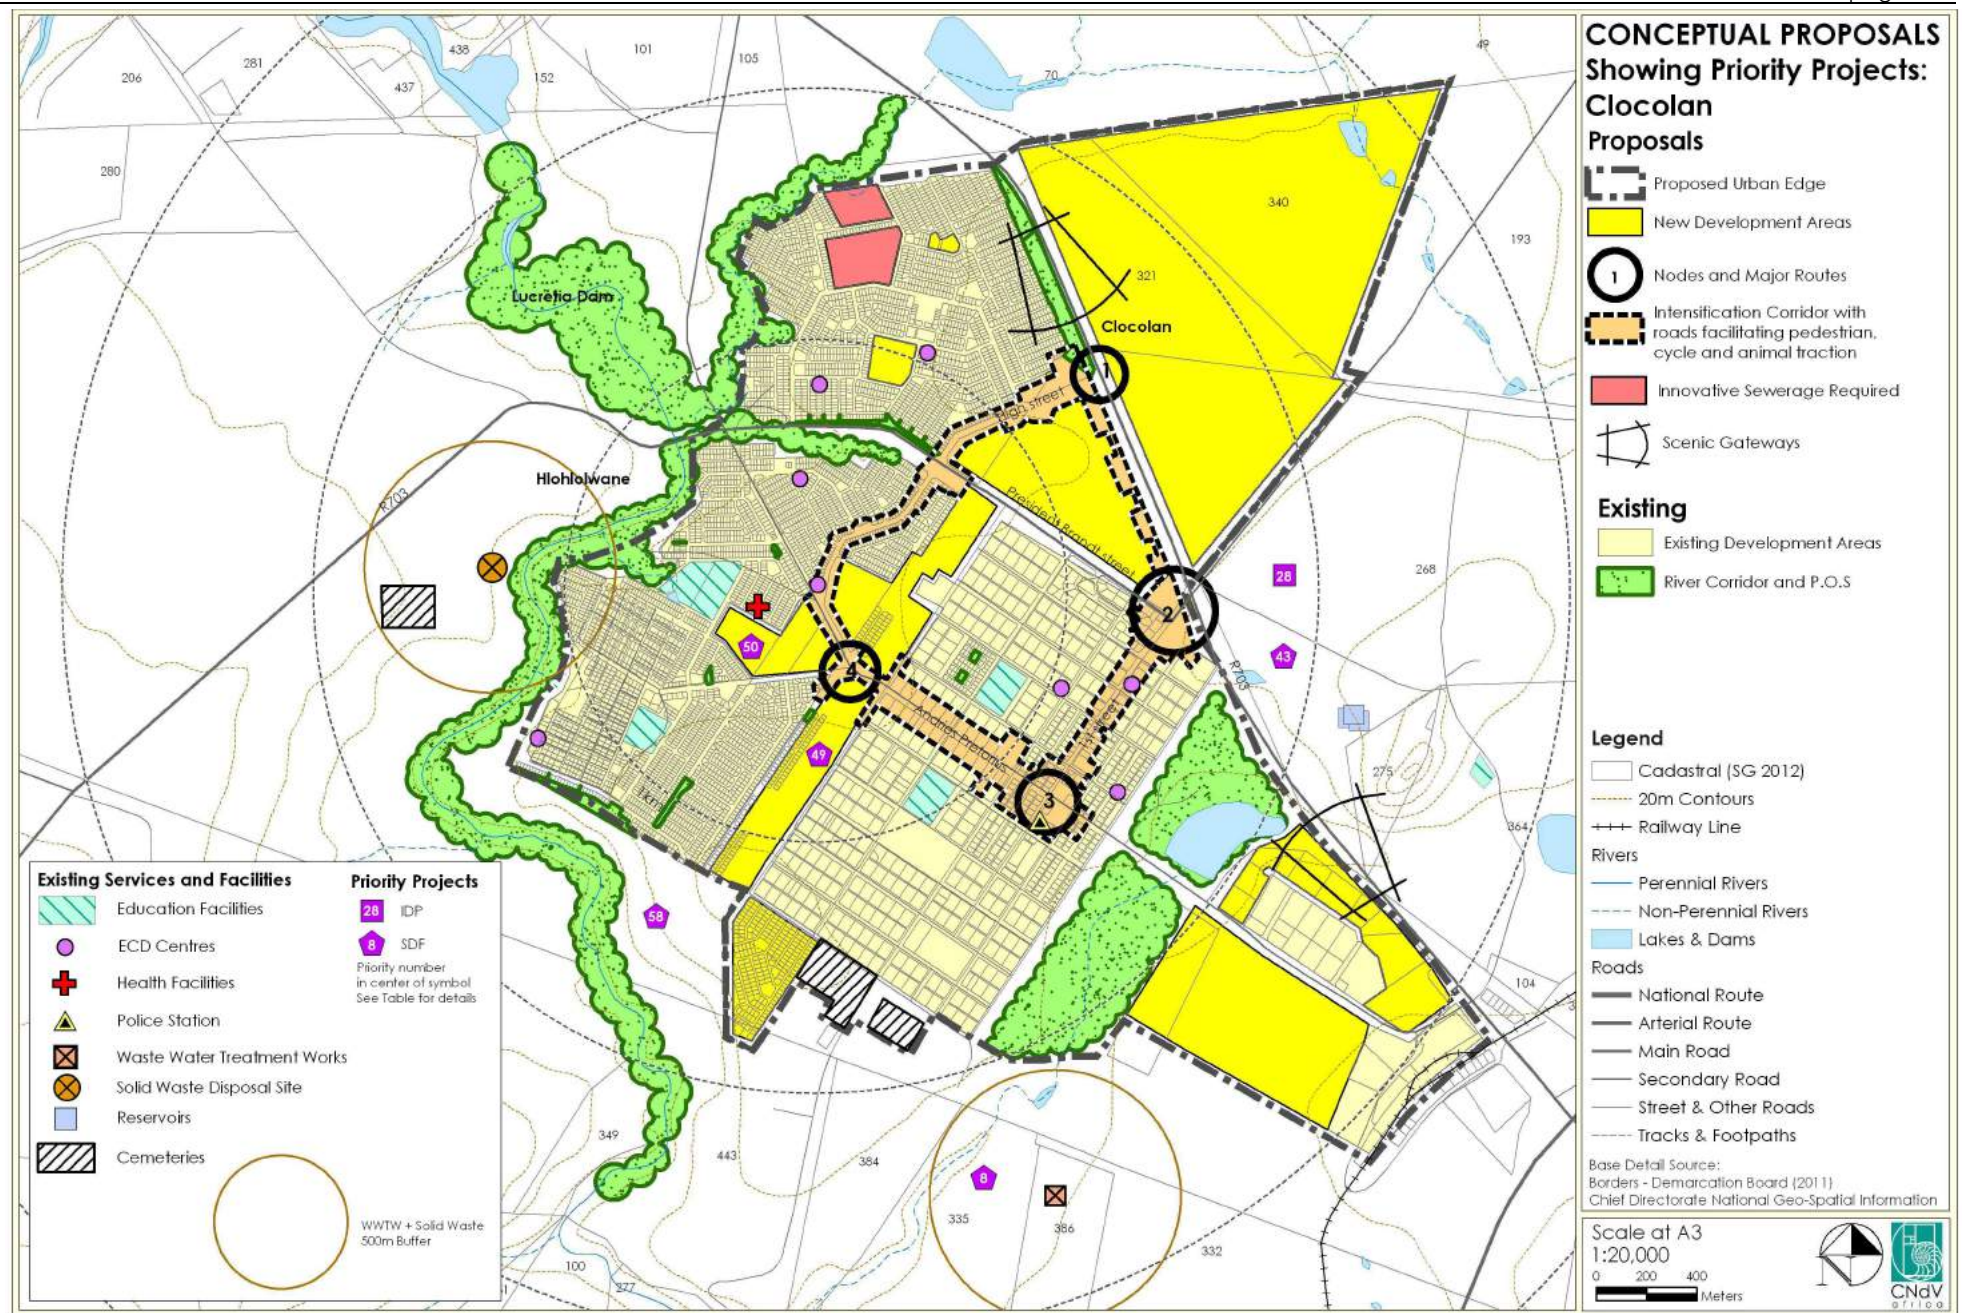 CONCEPTUAL PROPOSALS
Showing Priority Projects:
Clocolan
Proposals
Proposed Urban Edge
New Development Areas
1
Nodes and Major Routes
Intensification Corridor with
roads facilitating pedestrian,
cycle and animal traction
Innovative Sewerage Required
Scenic Gateways
Existing
Existing Development Areas
River Corridor and P.O.S
Legend
Cadastral (SG 2012)
20m Contours
Railway Line
Rivers
Perennial Rivers
Non-Perennial Rivers
Lakes & Dams
Roads
National Route
Arterial Route
Main Road
Secondary Road
Street & Other Roads
Tracks & Footpaths
Base Detail Source:
Borders - Demarcation Board (2011)
Chief Directorate National Geo-Spatial Information
Scale at A3
1:20,000
0 200 400
Meters
CNdV
africa
438
281
206
437
152
101
105
70
49
280
340
193
321
Lucretia Dam
Clocolan
1
High street
Hlohlolwane
R703
President Brandt street
28
268
2
50
43
4
R703
Andries Pretorius
1st street
49
3
275
364
1km
58
104
349
443
384
8
335
386
332
100
277
Existing Services and Facilities
Education Facilities
ECD Centres
Health Facilities
Police Station
Waste Water Treatment Works
Solid Waste Disposal Site
Reservoirs
Cemeteries
Priority Projects
28 IDP
8 SDF
Priority number
in center of symbol
See Table for details
WWTW + Solid Waste
500m Buffer